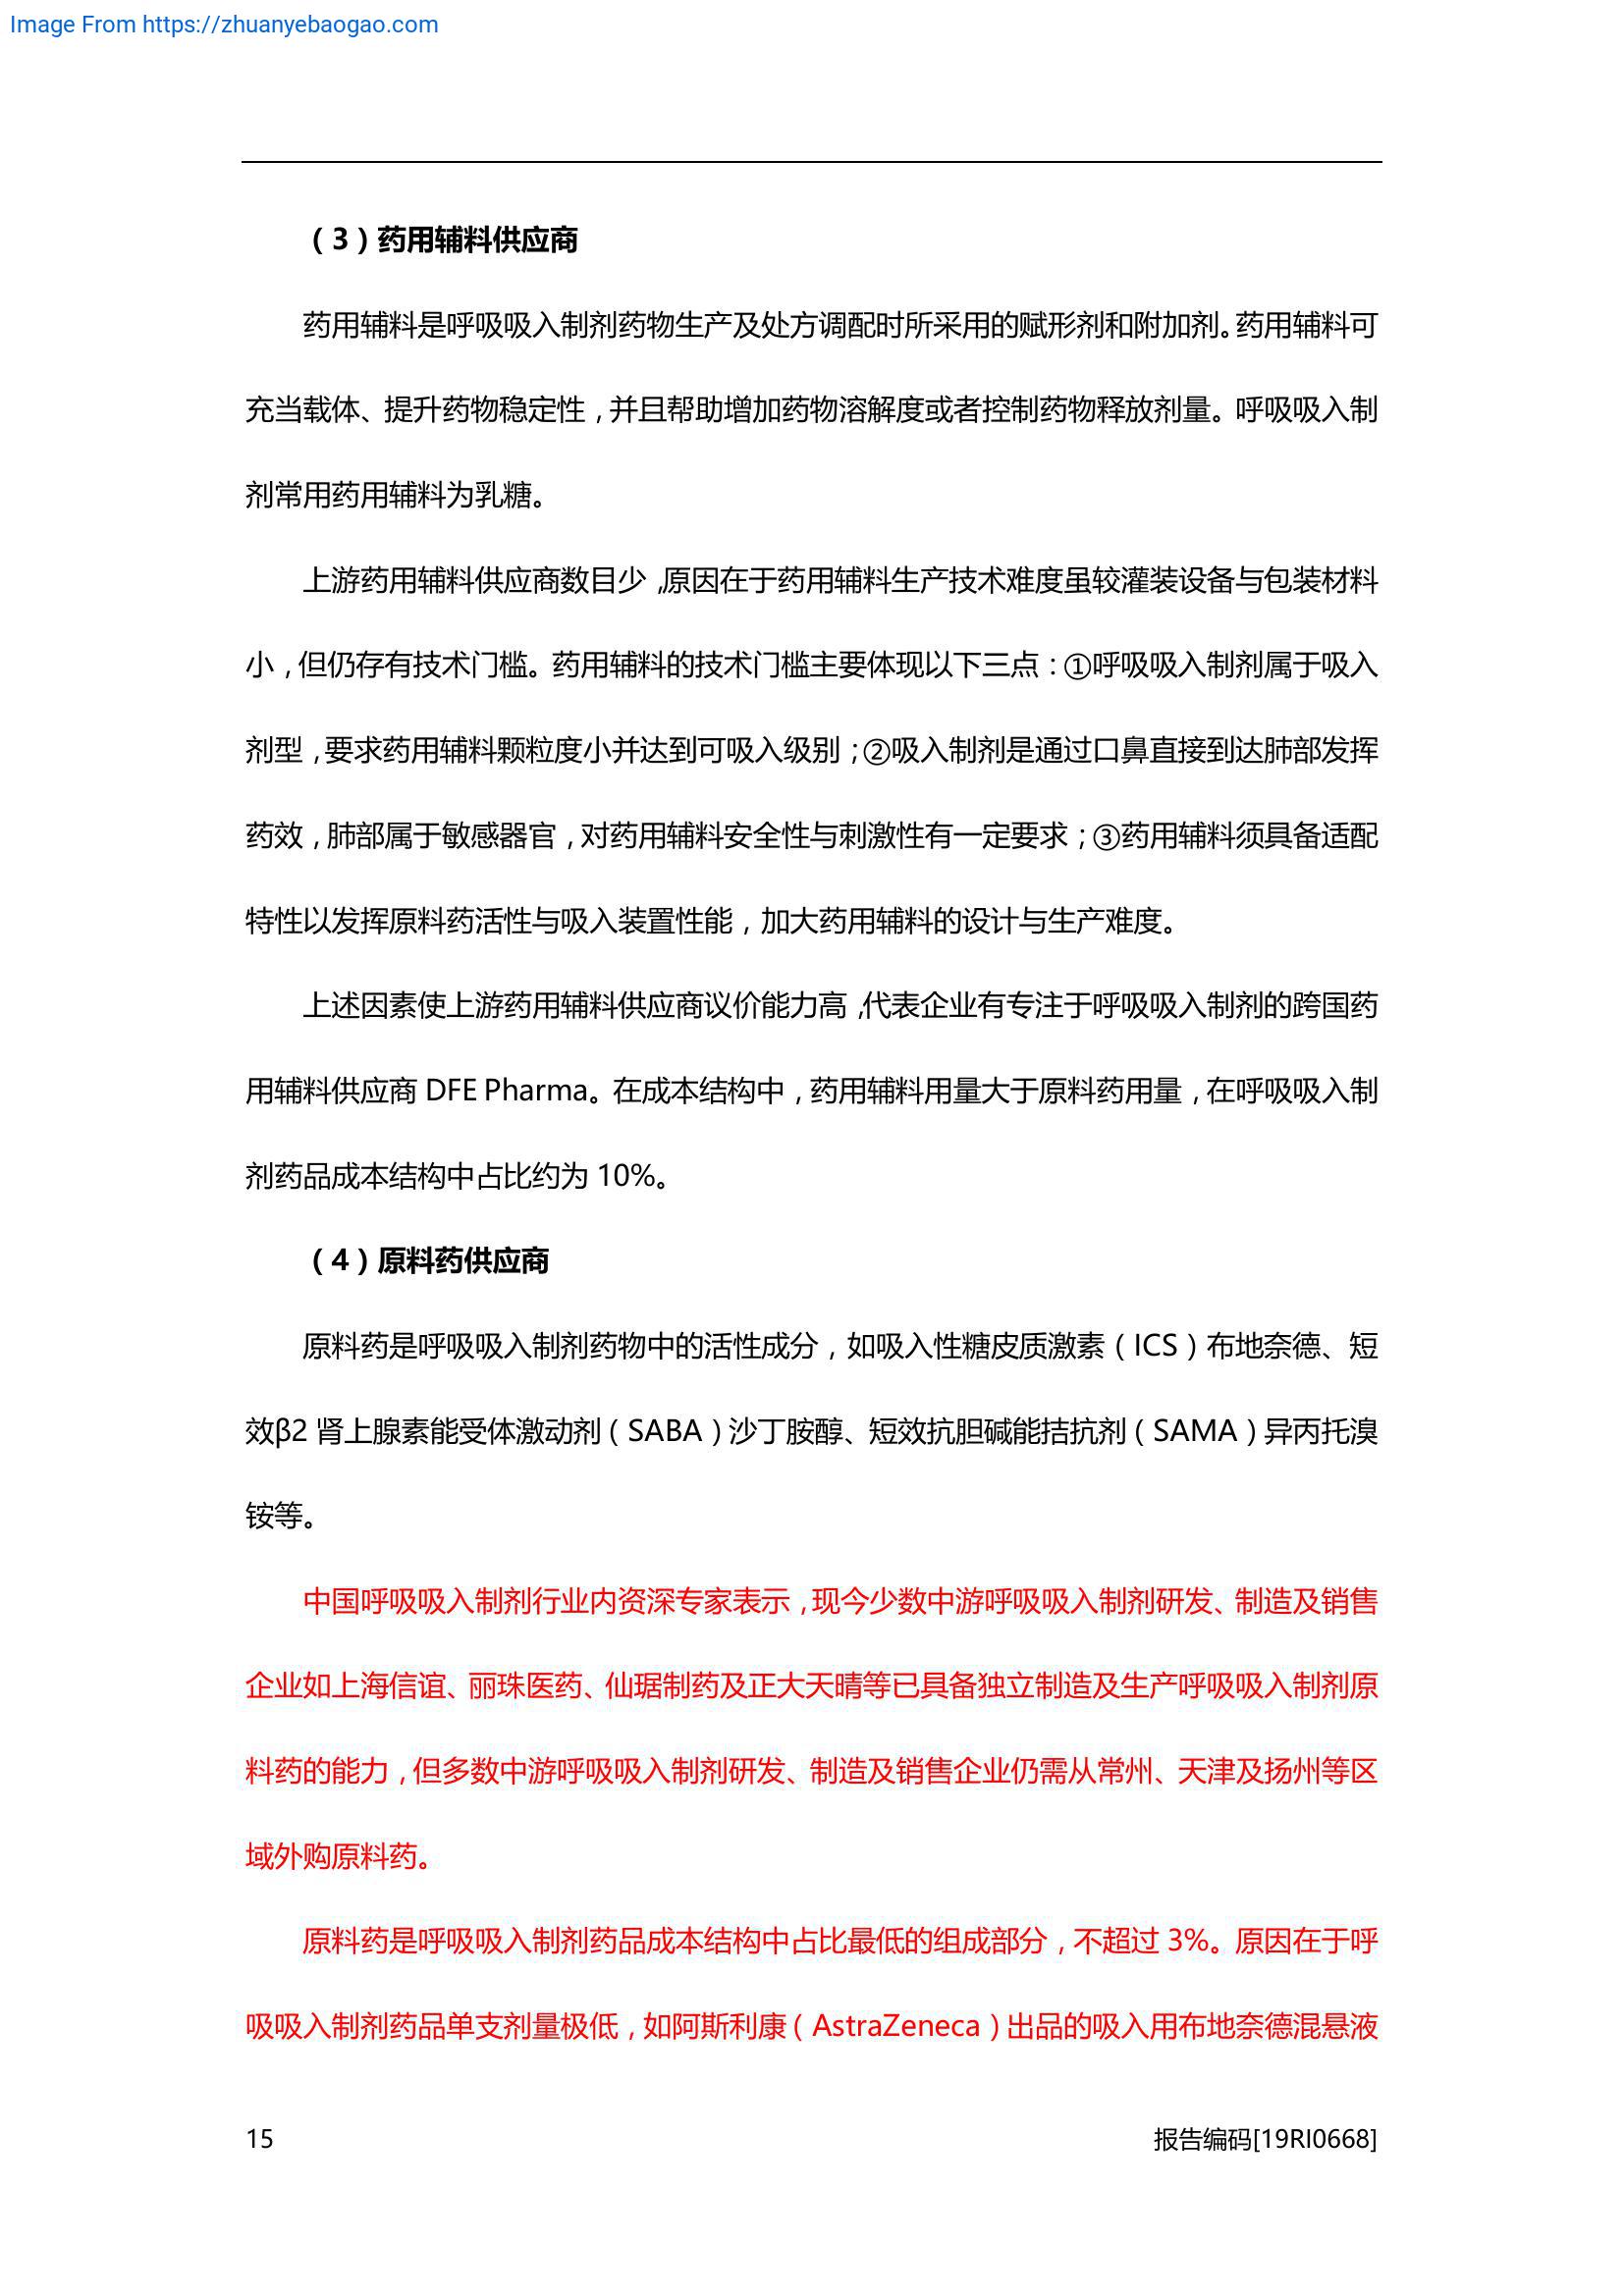 Image From https://zhuanyebaogao.com
（3）药用辅料供应商
药用辅料是呼吸吸入制剂药物生产及处方调配时所采用的赋形剂和附加剂。药用辅料可
充当载体、提升药物稳定性，并且帮助增加药物溶解度或者控制药物释放剂量。呼吸吸入制
剂常用药用辅料为乳糖。
上游药用辅料供应商数目少，原因在于药用辅料生产技术难度虽较灌装设备与包装材料
小，但仍存有技术门槛。药用辅料的技术门槛主要体现以下三点：①呼吸吸入制剂属于吸入
剂型，要求药用辅料颗粒度小并达到可吸入级别；②吸入制剂是通过口鼻直接到达肺部发挥
药效，肺部属于敏感器官，对药用辅料安全性与刺激性有一定要求；③药用辅料须具备适配
特性以发挥原料药活性与吸入装置性能，加大药用辅料的设计与生产难度。
上述因素使上游药用辅料供应商议价能力高，代表企业有专注于呼吸吸入制剂的跨国药
用辅料供应商 DFE Pharma。在成本结构中，药用辅料用量大于原料药用量，在呼吸吸入制
剂药品成本结构中占比约为 10%。
（4）原料药供应商
原料药是呼吸吸入制剂药物中的活性成分，如吸入性糖皮质激素（ICS）布地奈德、短
效β2 肾上腺素能受体激动剂（SABA）沙丁胺醇、短效抗胆碱能拮抗剂（SAMA）异丙托溴
铵等。
中国呼吸吸入制剂行业内资深专家表示，现今少数中游呼吸吸入制剂研发、制造及销售
企业如上海信谊、丽珠医药、仙琚制药及正大天晴等已具备独立制造及生产呼吸吸入制剂原
料药的能力，但多数中游呼吸吸入制剂研发、制造及销售企业仍需从常州、天津及扬州等区
域外购原料药。
原料药是呼吸吸入制剂药品成本结构中占比最低的组成部分，不超过 3%。原因在于呼
吸吸入制剂药品单支剂量极低，如阿斯利康（AstraZeneca）出品的吸入用布地奈德混悬液
15
报告编码[19RI0668]